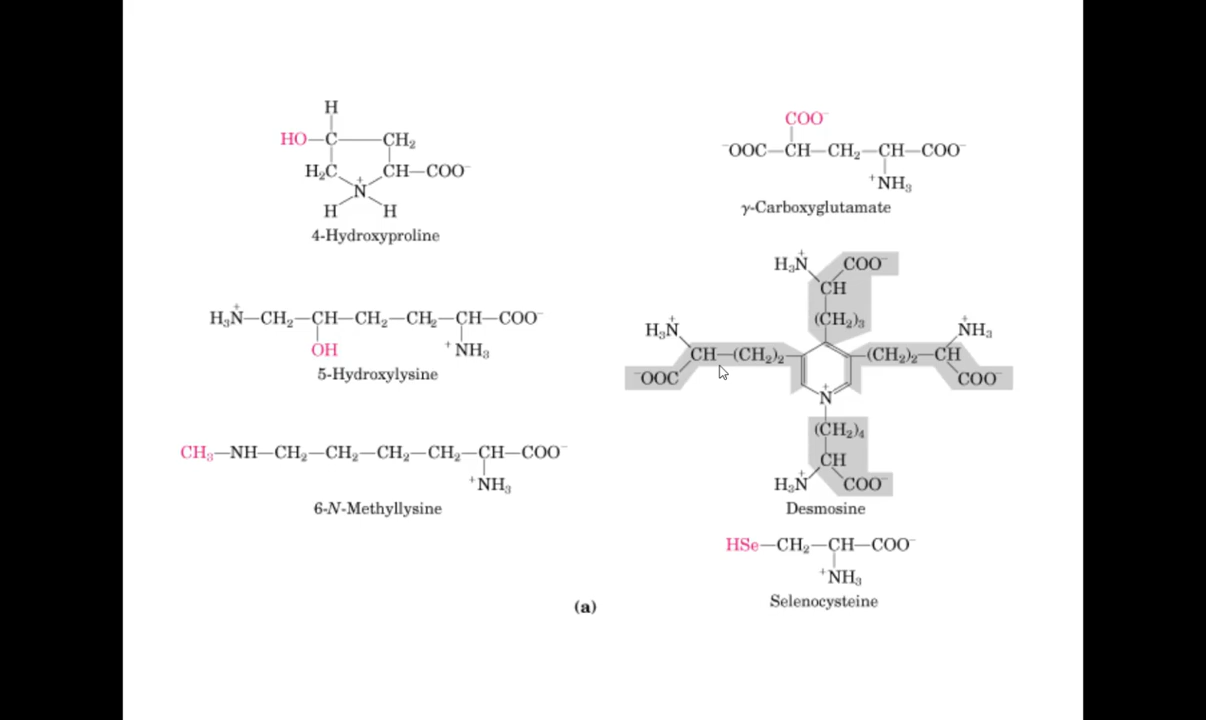 H
HO—C—CH₂
H₂C CH—COO⁻
N⁺
H H
4-Hydroxyproline
H₃N⁺—CH₂—CH—CH₂—CH₂—CH—COO⁻
OH ⁺NH₃
5-Hydroxylysine
CH₃—NH—CH₂—CH₂—CH₂—CH₂—CH—COO⁻
⁺NH₃
6-N-Methyllysine
COO⁻
⁻OOC—CH—CH₂—CH—COO⁻
⁺NH₃
γ-Carboxyglutamate
H₃N⁺ COO⁻
CH
(CH₂)₃
H₃N⁺ ⁺NH₃
CH—(CH₂)₂ (CH₂)₂—CH
⁻OOC COO⁻
N⁺
(CH₂)₄
CH
H₃N⁺ COO⁻
Desmosine
HSe—CH₂—CH—COO⁻
⁺NH₃
Selenocysteine
(a)